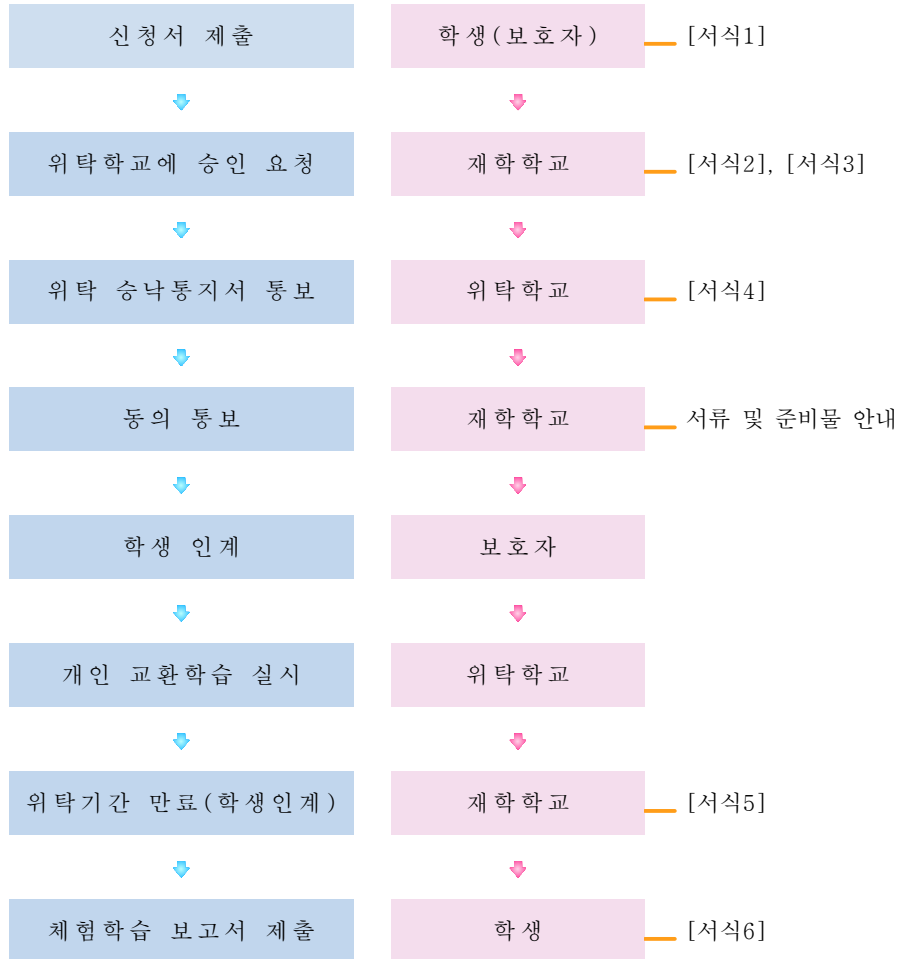 신청서 제출 학생(보호자) [서식1]
위탁학교에 승인 요청 재학학교 [서식2], [서식3]
위탁 승낙통지서 통보 위탁학교 [서식4]
동의 통보 재학학교 서류 및 준비물 안내
학생 인계 보호자
개인 교환학습 실시 위탁학교
위탁기간 만료(학생인계) 재학학교 [서식5]
체험학습 보고서 제출 학생 [서식6]